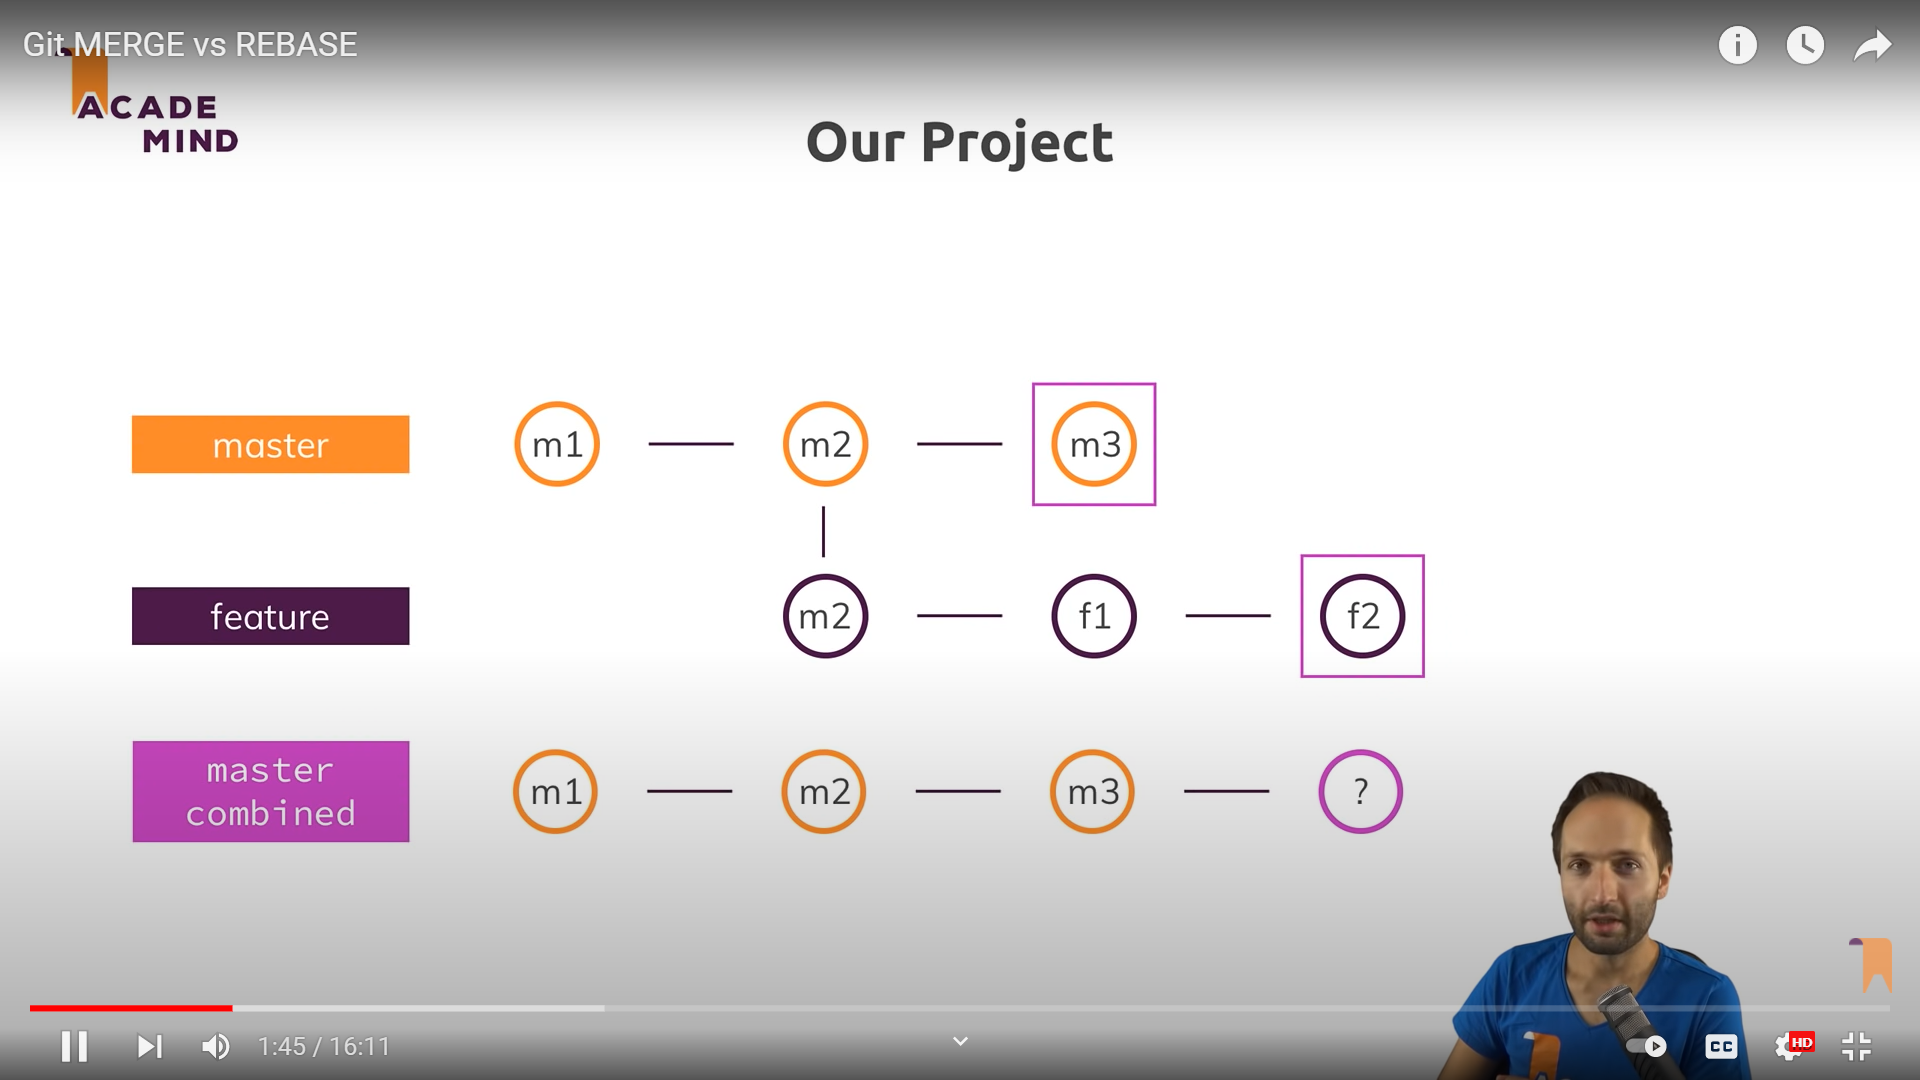 Git MERGE vs REBASE
ACADE
MIND
Our Project
master
m1
m2
m3
feature
m2
f1
f2
master
combined
m1
m2
m3
?
1:45 / 16:11
CC
HD